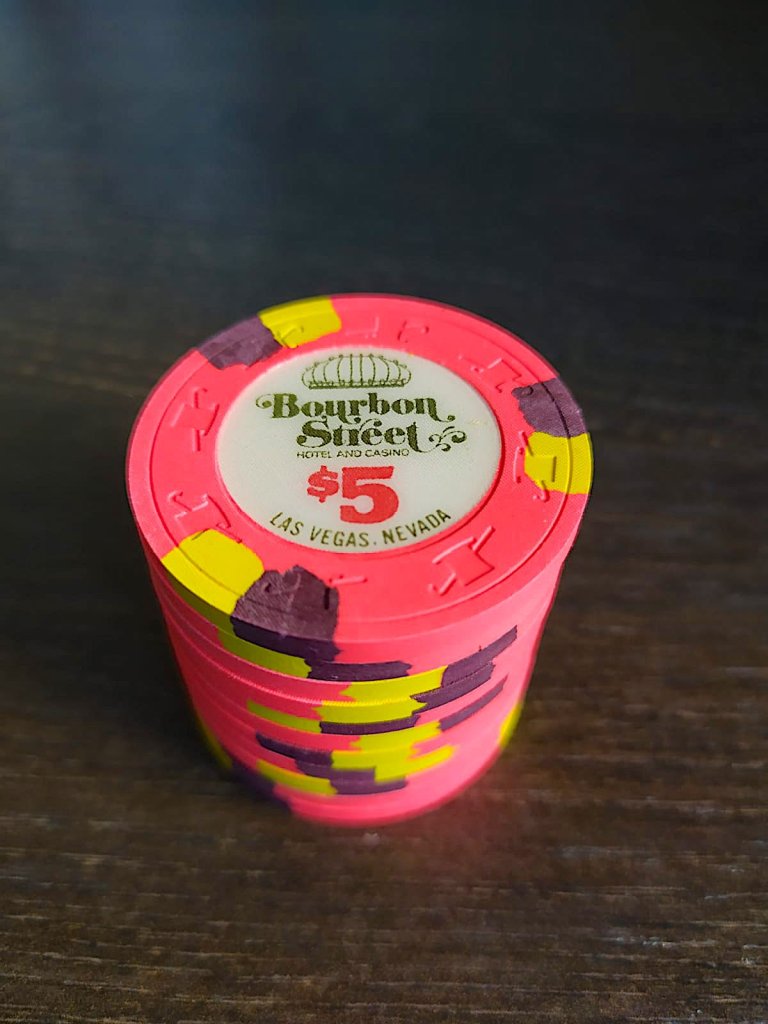 Bourbon
Street
HOTEL AND CASINO
$5
LAS VEGAS, NEVADA